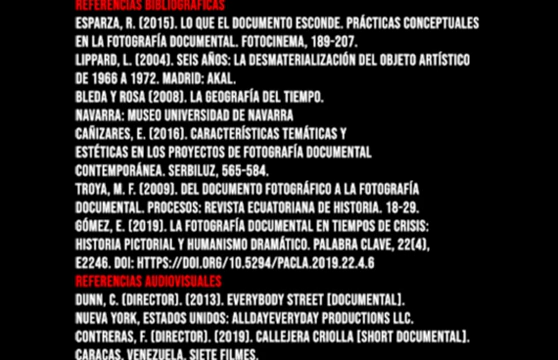 REFERENCIAS BIBLIOGRÁFICAS
ESPARZA, R. (2015). LO QUE EL DOCUMENTO ESCONDE. PRÁCTICAS CONCEPTUALES
EN LA FOTOGRAFÍA DOCUMENTAL. FOTOCINEMA, 189-207.
LIPPARD, L. (2004). SEIS AÑOS: LA DESMATERIALIZACIÓN DEL OBJETO ARTÍSTICO
DE 1966 A 1972. MADRID: AKAL.
BLEDA Y ROSA (2008). LA GEOGRAFÍA DEL TIEMPO.
NAVARRA: MUSEO UNIVERSIDAD DE NAVARRA
CAÑIZARES, E. (2016). CARACTERÍSTICAS TEMÁTICAS Y
ESTÉTICAS EN LOS PROYECTOS DE FOTOGRAFÍA DOCUMENTAL
CONTEMPORÁNEA. SERBILUZ, 565-584.
TROYA, M. F. (2009). DEL DOCUMENTO FOTOGRÁFICO A LA FOTOGRAFÍA
DOCUMENTAL. PROCESOS: REVISTA ECUATORIANA DE HISTORIA. 18-29.
GÓMEZ, E. (2019). LA FOTOGRAFÍA DOCUMENTAL EN TIEMPOS DE CRISIS:
HISTORIA PICTORIAL Y HUMANISMO DRAMÁTICO. PALABRA CLAVE, 22(4),
E2246. DOI: HTTPS://DOI.ORG/10.5294/PACLA.2019.22.4.6
REFERENCIAS AUDIOVISUALES
DUNN, C. (DIRECTOR). (2013). EVERYBODY STREET [DOCUMENTAL].
NUEVA YORK, ESTADOS UNIDOS: ALLDAYEVERYDAY PRODUCTIONS LLC.
CONTRERAS, F. (DIRECTOR). (2019). CALLEJERA CRIOLLA [SHORT DOCUMENTAL].
CARACAS, VENEZUELA. SIETE FILMES.